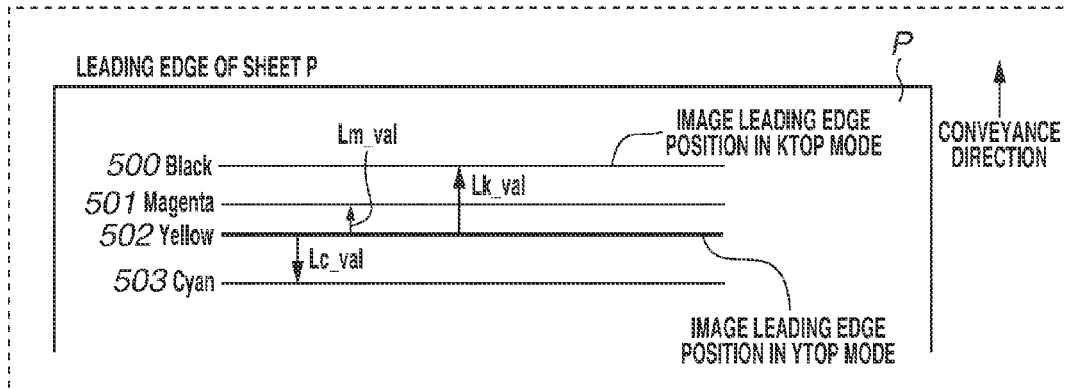 P
LEADING EDGE OF SHEET P
CONVEYANCE
DIRECTION
IMAGE LEADING EDGE
POSITION IN KTOP MODE
Lm_val
500 Black
Lk_val
501 Magenta
502 Yellow
Lc_val
503 Cyan
IMAGE LEADING EDGE
POSITION IN YTOP MODE